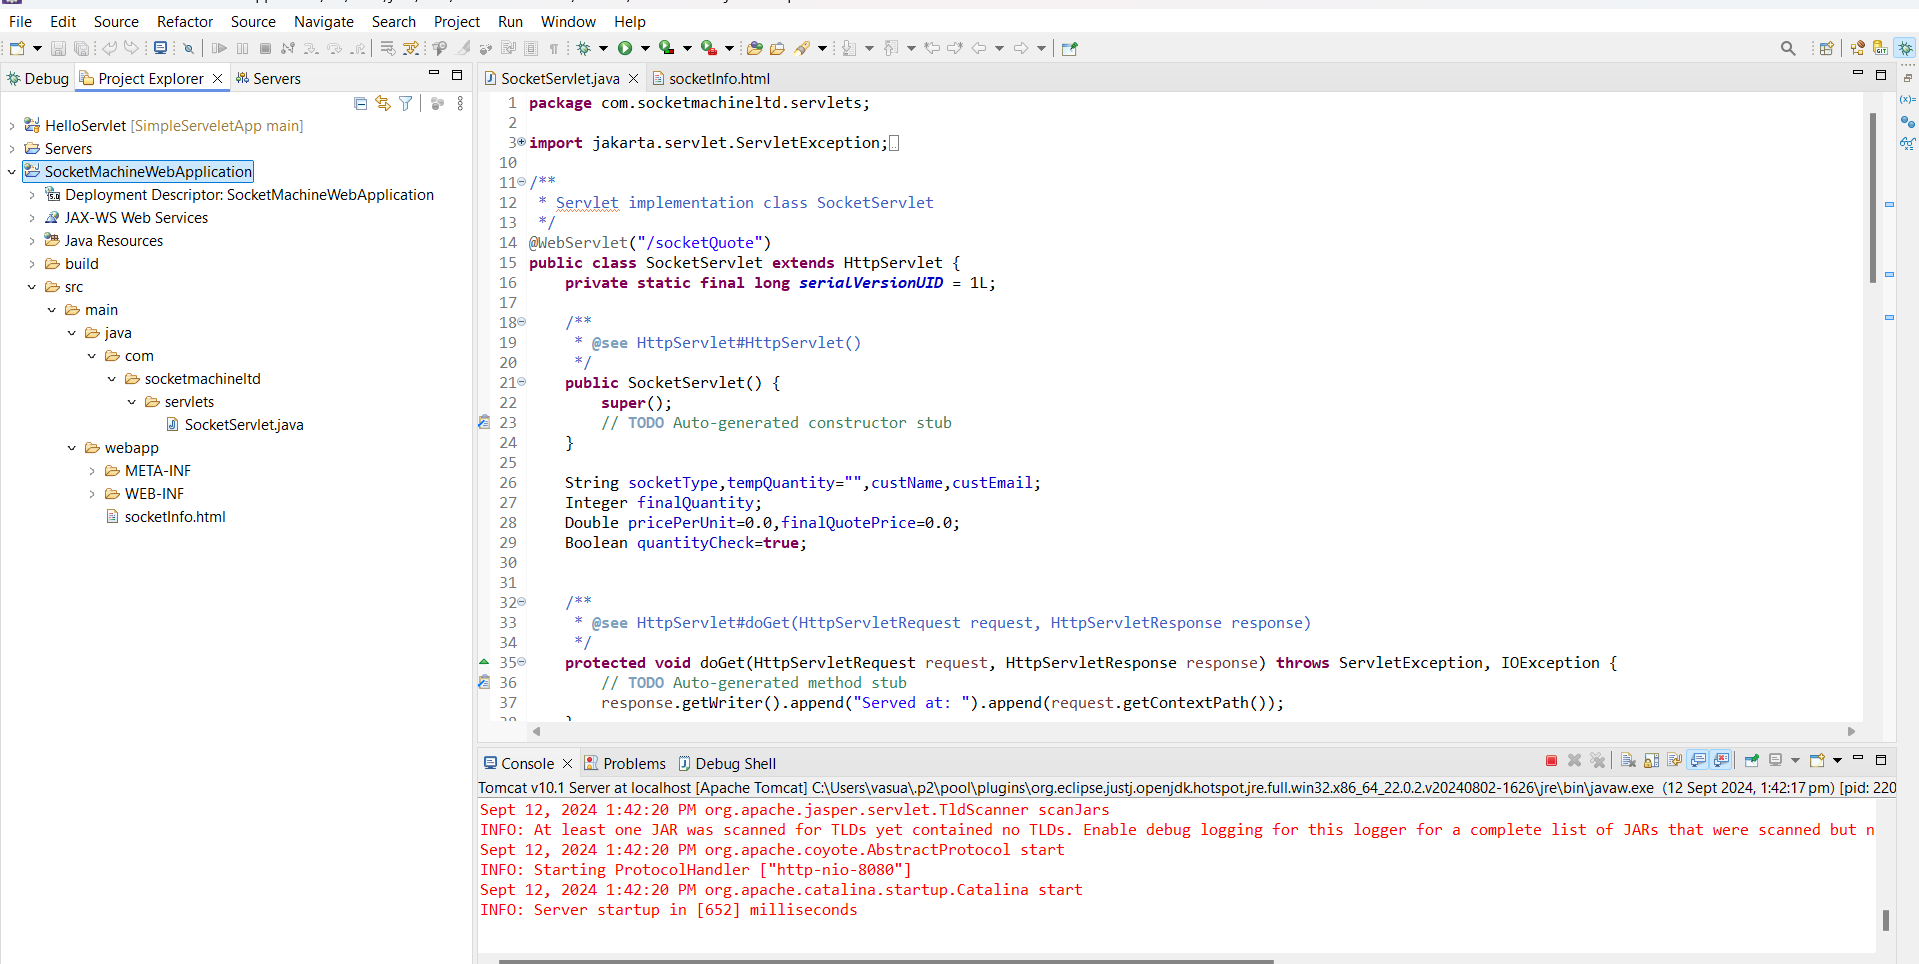 File Edit Source Refactor Source Navigate Search Project Run Window Help
Debug Project Explorer Servers
HelloServlet [SimpleServeletApp main]
Servers
SocketMachineWebApplication
Deployment Descriptor: SocketMachineWebApplication
JAX-WS Web Services
Java Resources
build
src
main
java
com
socketmachineltd
servlets
SocketServlet.java
webapp
META-INF
WEB-INF
socketInfo.html
SocketServlet.java socketInfo.html
1 package com.socketmachineltd.servlets;
2
3 import jakarta.servlet.ServletException;
10
11 /**
12 * Servlet implementation class SocketServlet
13 */
14 @WebServlet("/socketQuote")
15 public class SocketServlet extends HttpServlet {
16 private static final long serialVersionUID = 1L;
17
18 /**
19 * @see HttpServlet#HttpServlet()
20 */
21 public SocketServlet() {
22 super();
23 // TODO Auto-generated constructor stub
24 }
25
26 String socketType,tempQuantity="",custName,custEmail;
27 Integer finalQuantity;
28 Double pricePerUnit=0.0,finalQuotePrice=0.0;
29 Boolean quantityCheck=true;
30
31
32 /**
33 * @see HttpServlet#doGet(HttpServletRequest request, HttpServletResponse response)
34 */
35 protected void doGet(HttpServletRequest request, HttpServletResponse response) throws ServletException, IOException {
36 // TODO Auto-generated method stub
37 response.getWriter().append("Served at: ").append(request.getContextPath());
Console Problems Debug Shell
Tomcat v10.1 Server at localhost [Apache Tomcat] C:\Users\vasua\.p2\pool\plugins\org.eclipse.justj.openjdk.hotspot.jre.full.win32.x86_64_22.0.2.v20240802-1626\jre\bin\javaw.exe (12 Sept 2024, 1:42:17 pm) [pid: 220
Sept 12, 2024 1:42:20 PM org.apache.jasper.servlet.TldScanner scanJars
INFO: At least one JAR was scanned for TLDs yet contained no TLDs. Enable debug logging for this logger for a complete list of JARs that were scanned but n
Sept 12, 2024 1:42:20 PM org.apache.coyote.AbstractProtocol start
INFO: Starting ProtocolHandler ["http-nio-8080"]
Sept 12, 2024 1:42:20 PM org.apache.catalina.startup.Catalina start
INFO: Server startup in [652] milliseconds